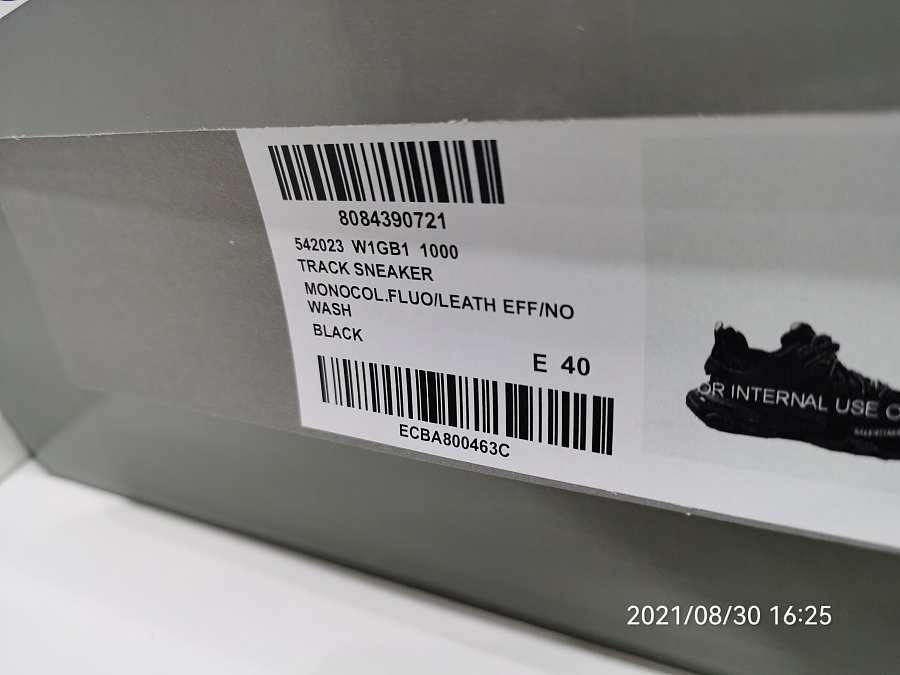 8084390721
542023 W1GB1 1000
TRACK SNEAKER
MONOCOL.FLUO/LEATH EFF/NO
WASH
BLACK
E 40
ECBA800463C
OR INTERNAL USE
2021/08/30 16:25